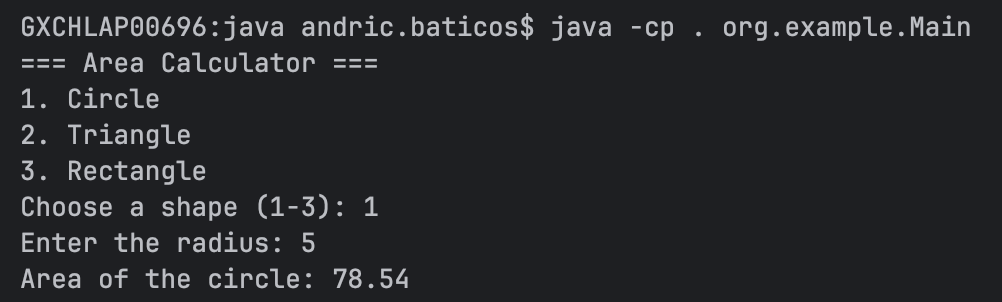 GXCHLAP00696:java andric.baticos$ java -cp . org.example.Main
=== Area Calculator ===
1. Circle
2. Triangle
3. Rectangle
Choose a shape (1-3): 1
Enter the radius: 5
Area of the circle: 78.54